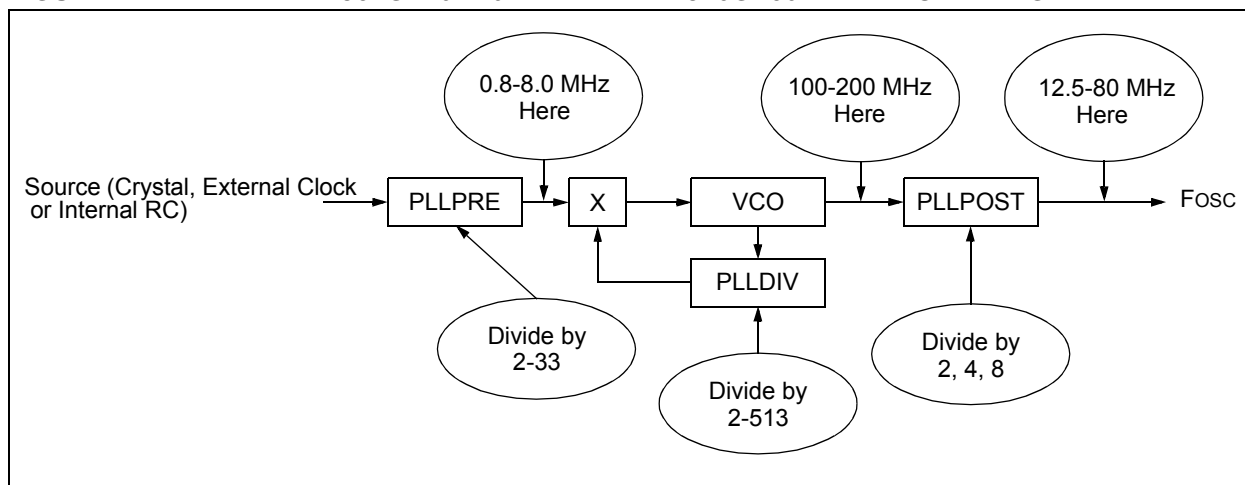 0.8-8.0 MHz
Here
100-200 MHz
Here
12.5-80 MHz
Here
Source (Crystal, External Clock
or Internal RC)
PLLPRE
X
VCO
PLLPOST
FOSC
PLLDIV
Divide by
2-33
Divide by
2-513
Divide by
2, 4, 8